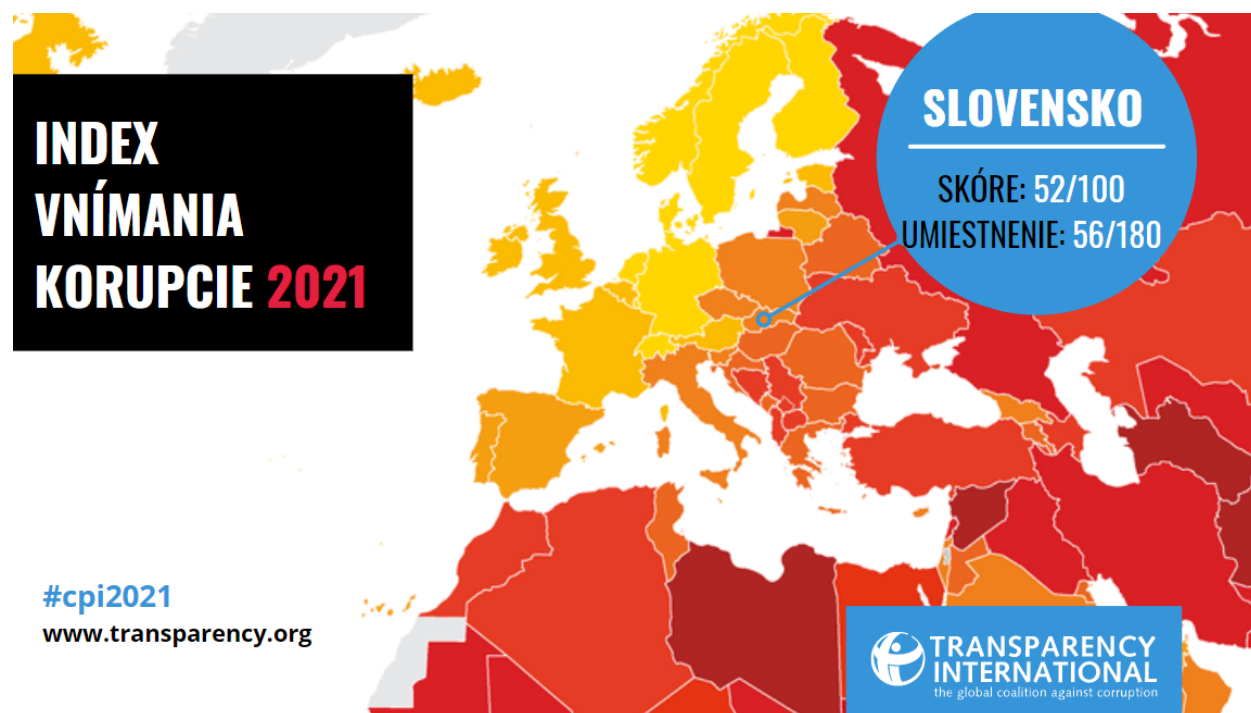 INDEX
VNÍMANIA
KORUPCIE 2021
SLOVENSKO
SKÓRE: 52/100
UMIESTNENIE: 56/180
#cpi2021
www.transparency.org
TRANSPARENCY
INTERNATIONAL
the global coalition against corruption